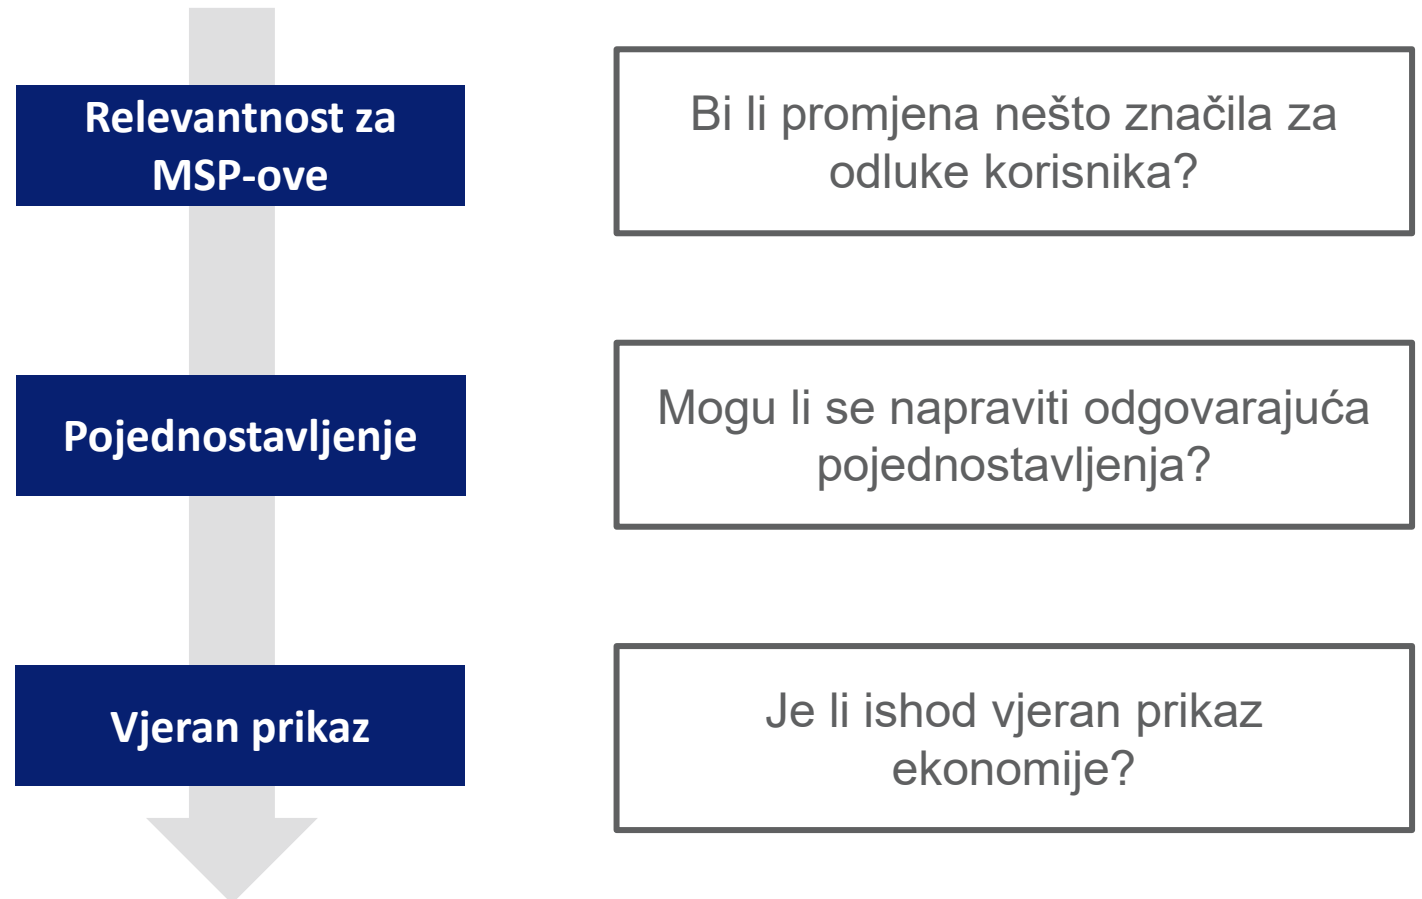 Relevantnost za
MSP-ove
Bi li promjena nešto značila za
odluke korisnika?
Pojednostavljenje
Mogu li se napraviti odgovarajuća
pojednostavljenja?
Vjeran prikaz
Je li ishod vjeran prikaz
ekonomije?